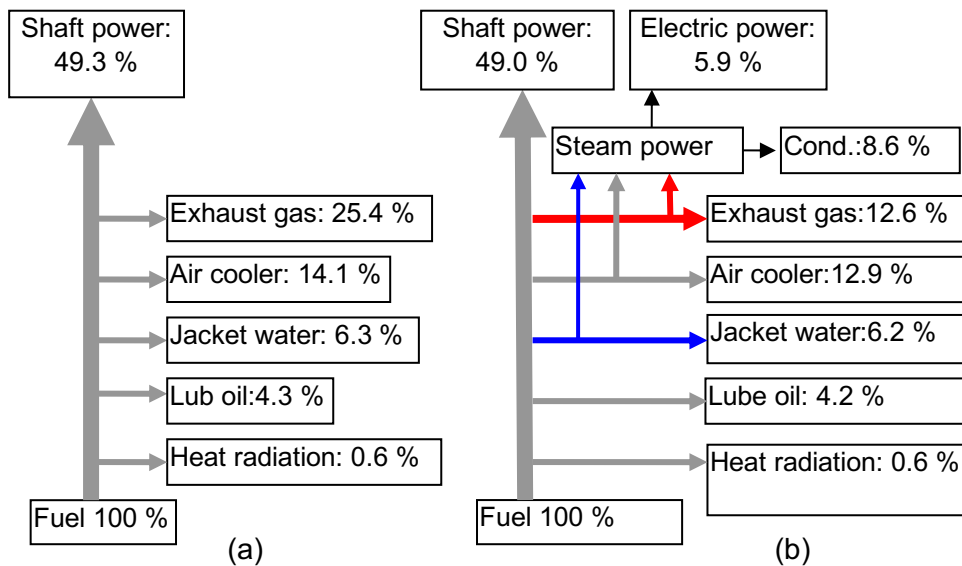 Shaft power:
49.3 %
Exhaust gas: 25.4 %
Air cooler: 14.1 %
Jacket water: 6.3 %
Lub oil:4.3 %
Heat radiation: 0.6 %
Fuel 100 %
(a)
Shaft power:
49.0 %
Electric power:
5.9 %
Steam power
Cond.:8.6 %
Exhaust gas:12.6 %
Air cooler:12.9 %
Jacket water:6.2 %
Lube oil: 4.2 %
Heat radiation: 0.6 %
Fuel 100 %
(b)